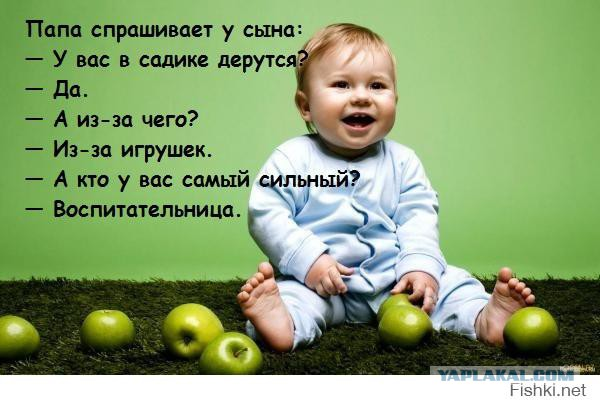 Папа спрашивает у сына:
— У вас в садике дерутся?
— Да.
— А из-за чего?
— Из-за игрушек.
— А кто у вас самый сильный?
— Воспитательница.
YAPLAKAL.COM
Fishki.net